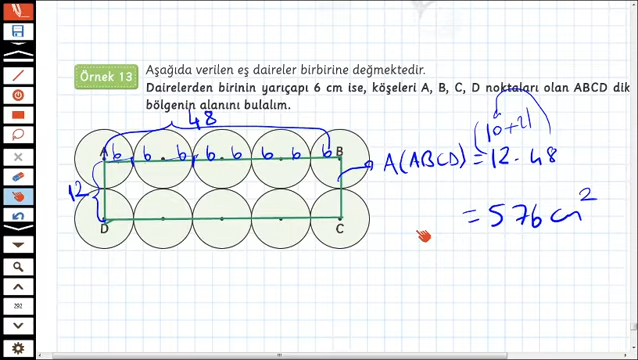 Örnek 13
Aşağıda verilen eş daireler birbirine değmektedir.
Dairelerden birinin yarıçapı 6 cm ise, köşeleri A, B, C, D noktaları olan ABCD dik
bölgenin alanını bulalım.
48
(10+2)
A 6 6 6 6 6 6 6 6 B
A(ABCD) = 12 . 48
12
= 576 cm²
D C
292